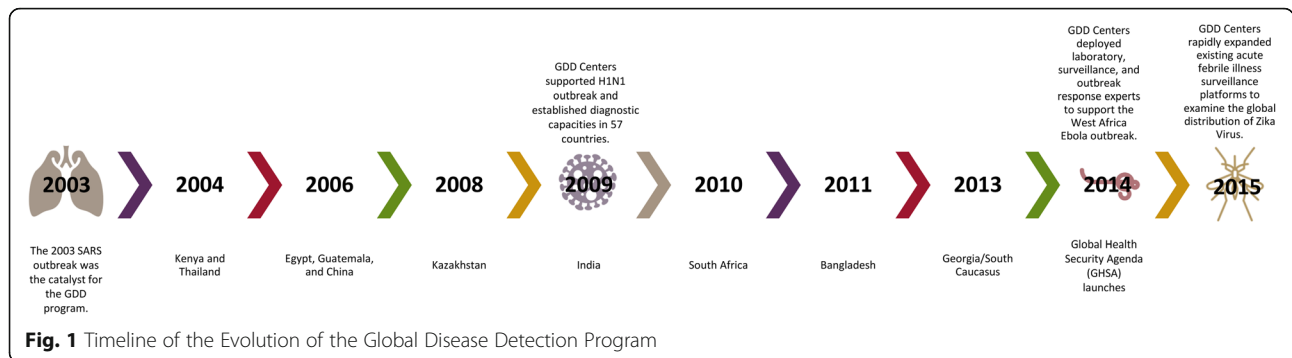 GDD Centers
supported H1N1
outbreak and
established diagnostic
capacities in 57
countries.
GDD Centers
deployed
laboratory,
surveillance, and
outbreak
response experts
to support the
West Africa
Ebola outbreak.
GDD Centers
rapidly expanded
existing acute
febrile illness
surveillance
platforms to
examine the global
distribution of Zika
Virus.
2003
2004
2006
2008
2009
2010
2011
2013
2014
2015
The 2003 SARS
outbreak was
the catalyst for
the GDD
program.
Kenya and
Thailand
Egypt, Guatemala,
and China
Kazakhstan
India
South Africa
Bangladesh
Georgia/South
Caucasus
Global Health
Security Agenda
(GHSA)
launches
Fig. 1 Timeline of the Evolution of the Global Disease Detection Program